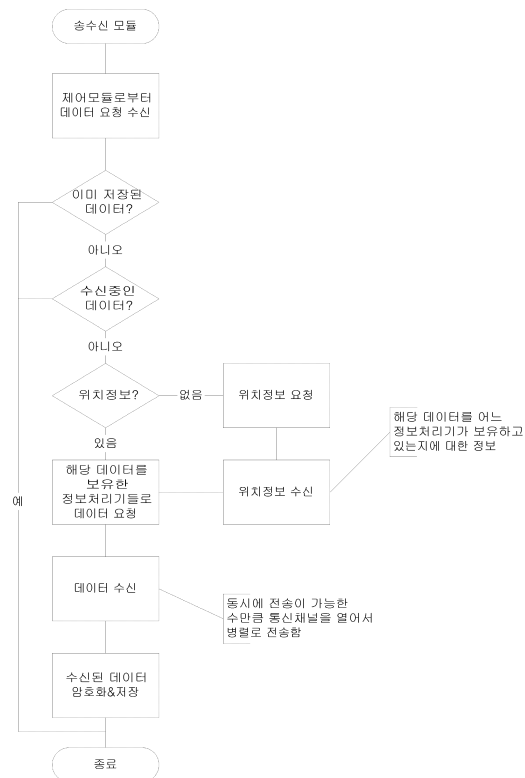 송수신 모듈
제어모듈로부터
데이터 요청 수신
이미 저장된
데이터?
아니오
수신중인
데이터?
아니오
위치정보?
없음
위치정보 요청
있음
해당 데이터를 어느
정보처리기가 보유하고
있는지에 대한 정보
해당 데이터를
보유한
정보처리기들로
데이터 요청
위치정보 수신
예
데이터 수신
동시에 전송이 가능한
수만큼 통신채널을 열어서
병렬로 전송함
수신된 데이터
암호화&저장
종료